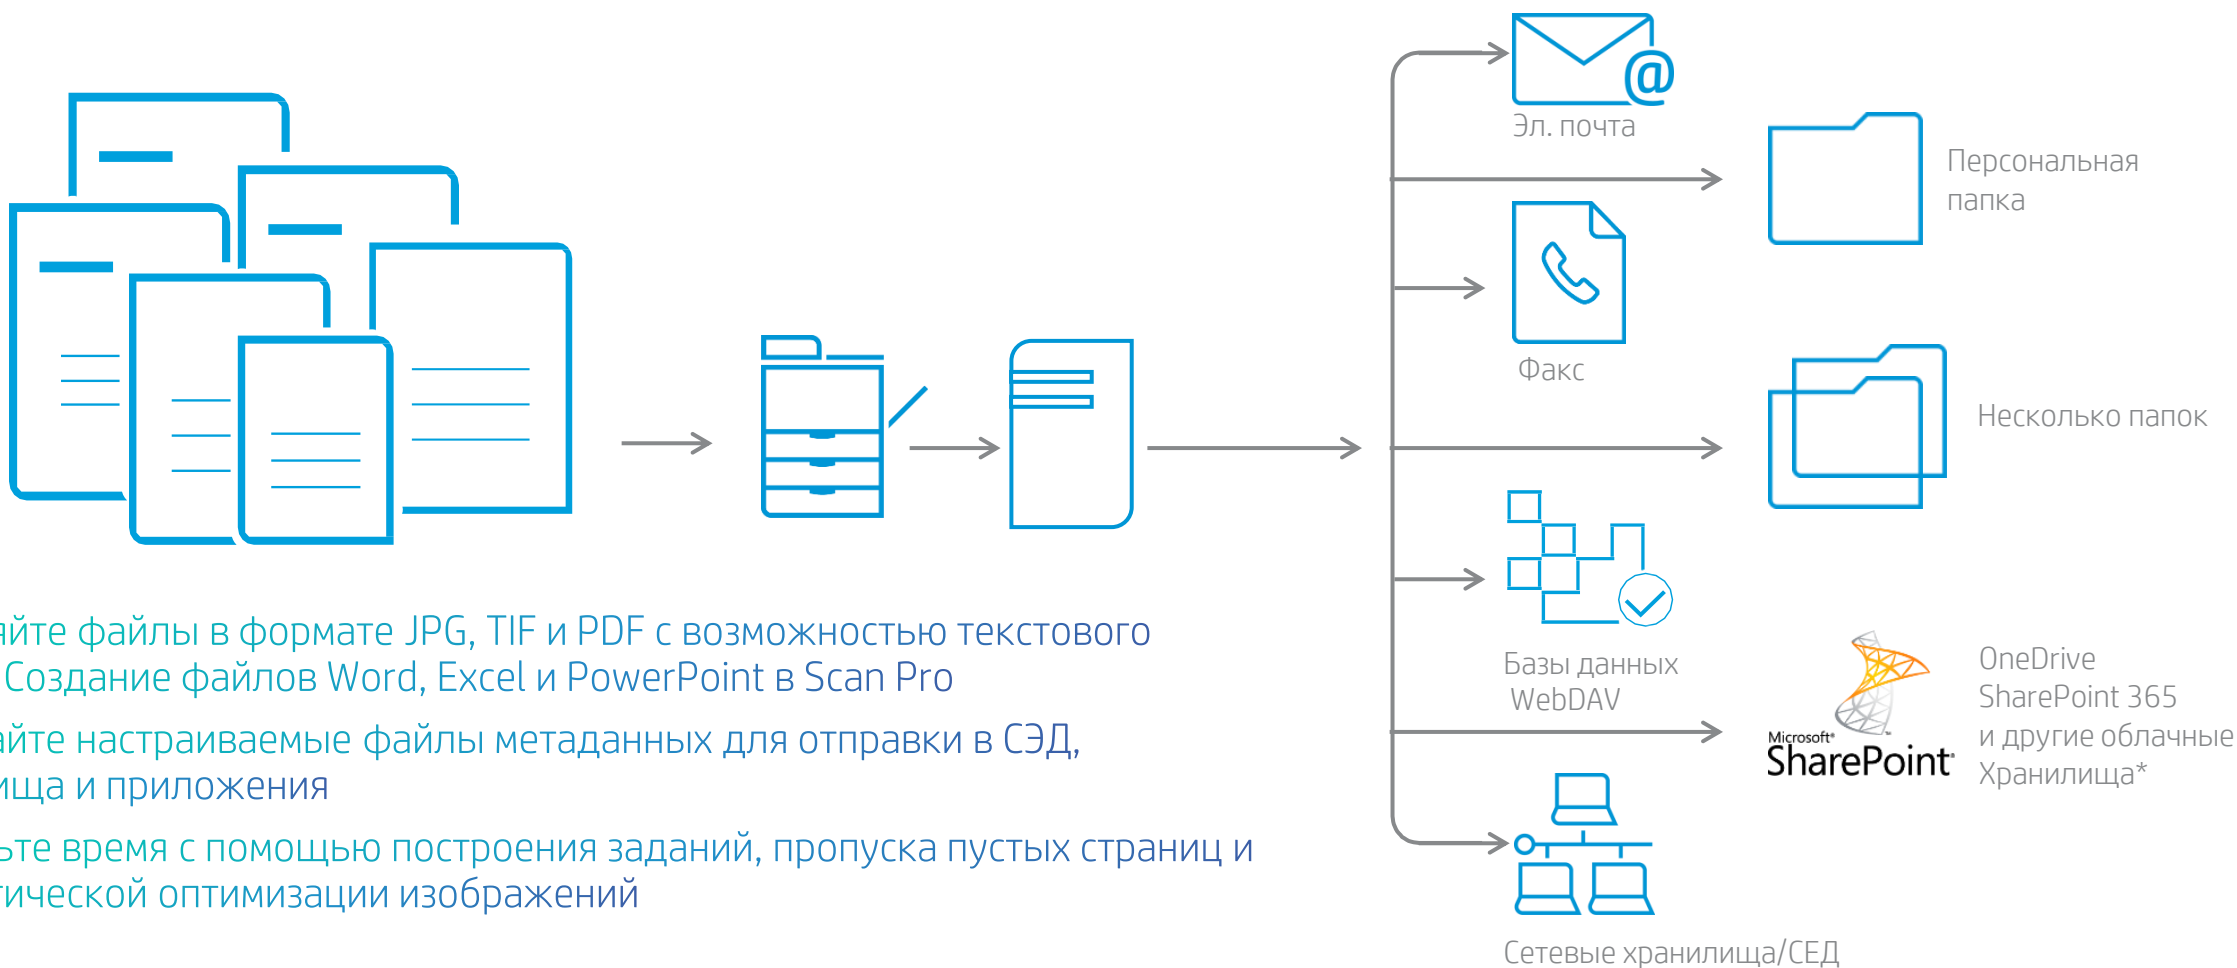 Эл. почта
Персональная
папка
Факс
Несколько папок
Базы данных
WebDAV
Microsoft®
SharePoint
OneDrive
SharePoint 365
и другие облачные
Хранилища*
Сетевые хранилища/СЕД
йте файлы в формате JPG, TIF и PDF с возможностью текстового
Создание файлов Word, Excel и PowerPoint в Scan Pro
айте настраиваемые файлы метаданных для отправки в СЭД,
ища и приложения
ьте время с помощью построения заданий, пропуска пустых страниц и
тической оптимизации изображений